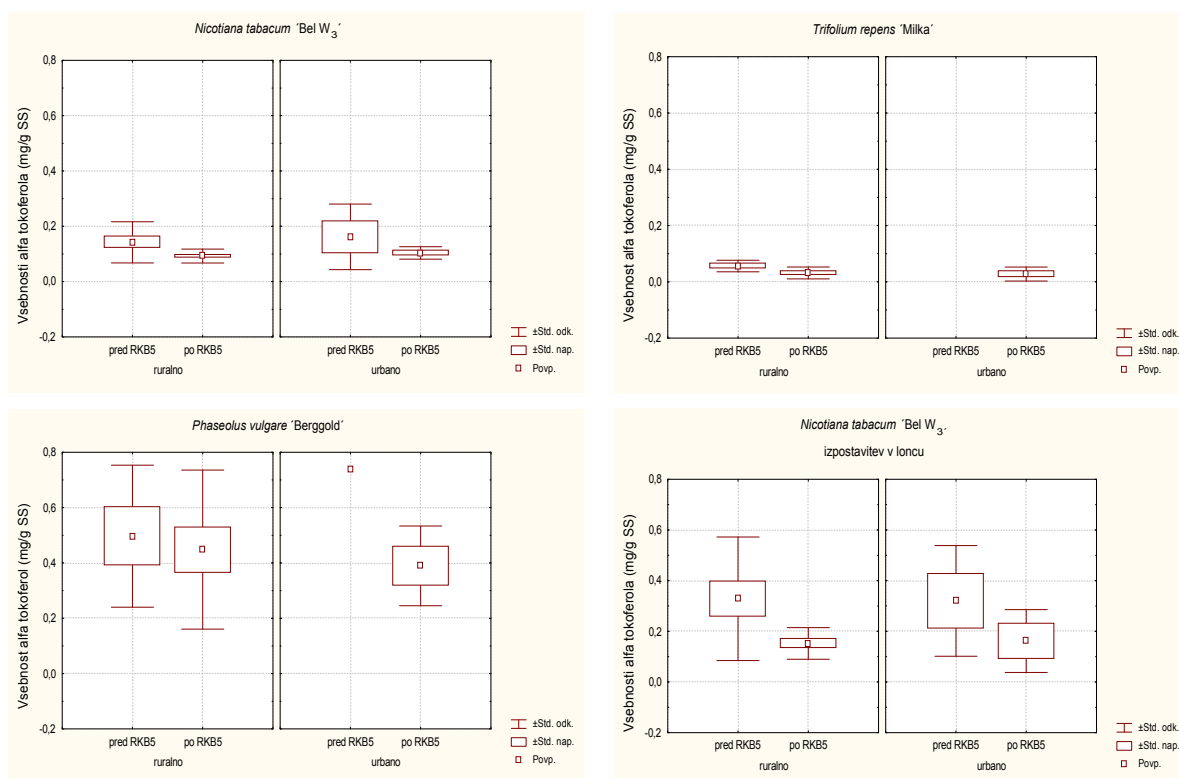 Nicotiana tabacum ´Bel W3´
Vsebnosti alfa tokoferola (mg/g SS)
0,8
0,6
0,4
0,2
0,0
-0,2
pred RKB5 po RKB5
ruralno
pred RKB5 po RKB5
urbano
±Std. odk.
±Std. nap.
Povp.
Trifolium repens ´Milka´
Vsebnosti alfa tokoferola (mg/g SS)
0,8
0,6
0,4
0,2
0,0
-0,2
pred RKB5 po RKB5
ruralno
pred RKB5 po RKB5
urbano
±Std. odk.
±Std. nap.
Povp.
Phaseolus vulgare ´Berggold´
Vsebnost alfa tokoferol (mg/g SS)
0,8
0,6
0,4
0,2
0,0
-0,2
pred RKB5 po RKB5
ruralno
pred RKB5 po RKB5
urbano
±Std. odk.
±Std. nap.
Povp.
Nicotiana tabacum ´Bel W3´
izpostavitev v loncu
Vsebnosti alfa tokoferola (mg/g SS)
0,8
0,6
0,4
0,2
0,0
-0,2
pred RKB5 po RKB5
ruralno
pred RKB5 po RKB5
urbano
±Std. odk.
±Std. nap.
Povp.